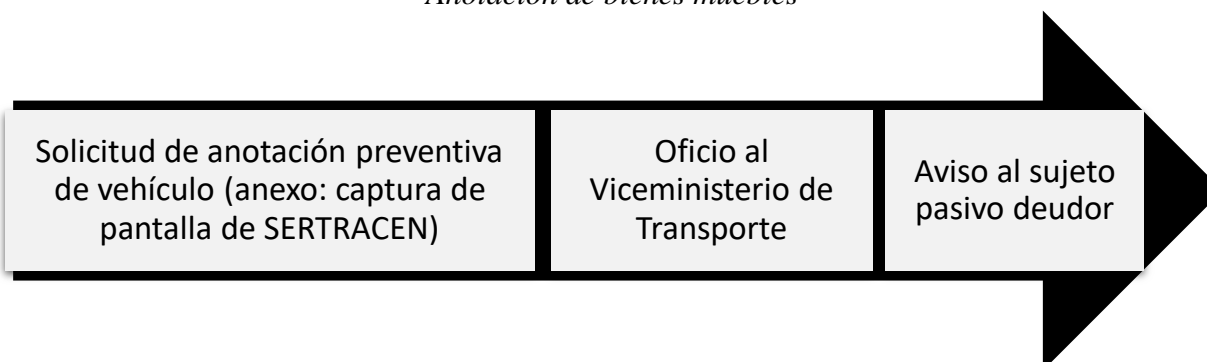 Anotación de bienes muebles
Solicitud de anotación preventiva
de vehículo (anexo: captura de
pantalla de SERTRACEN)
Oficio al
Viceministerio de
Transporte
Aviso al sujeto
pasivo deudor